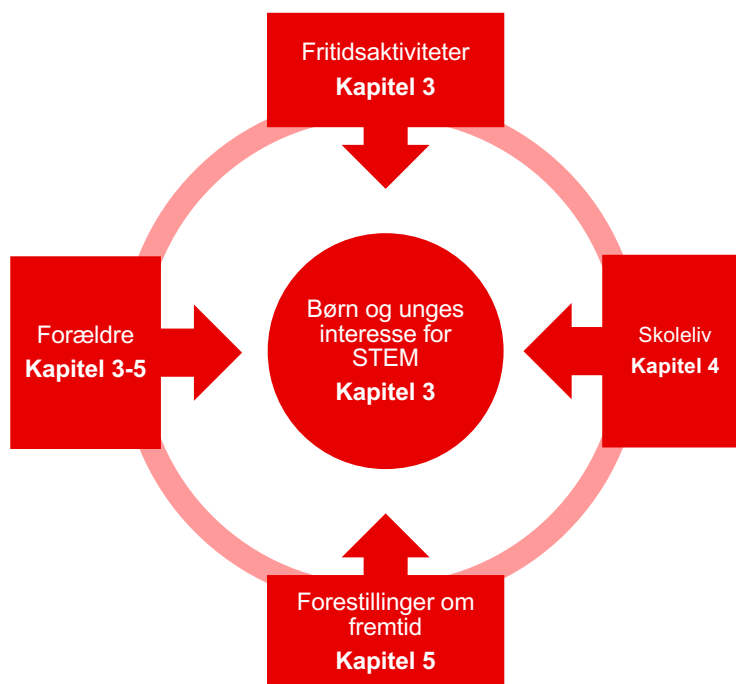 Fritidsaktiviteter
Kapitel 3
Forældre
Kapitel 3-5
Børn og unges
interesse for
STEM
Kapitel 3
Skoleliv
Kapitel 4
Forestillinger om
fremtid
Kapitel 5